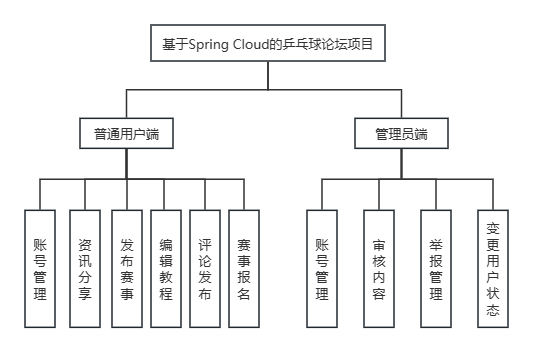 基于Spring Cloud的乒乓球论坛项目
普通用户端
管理员端
账号管理
资讯分享
发布赛事
编辑教程
评论发布
赛事报名
账号管理
审核内容
举报管理
变更用户状态